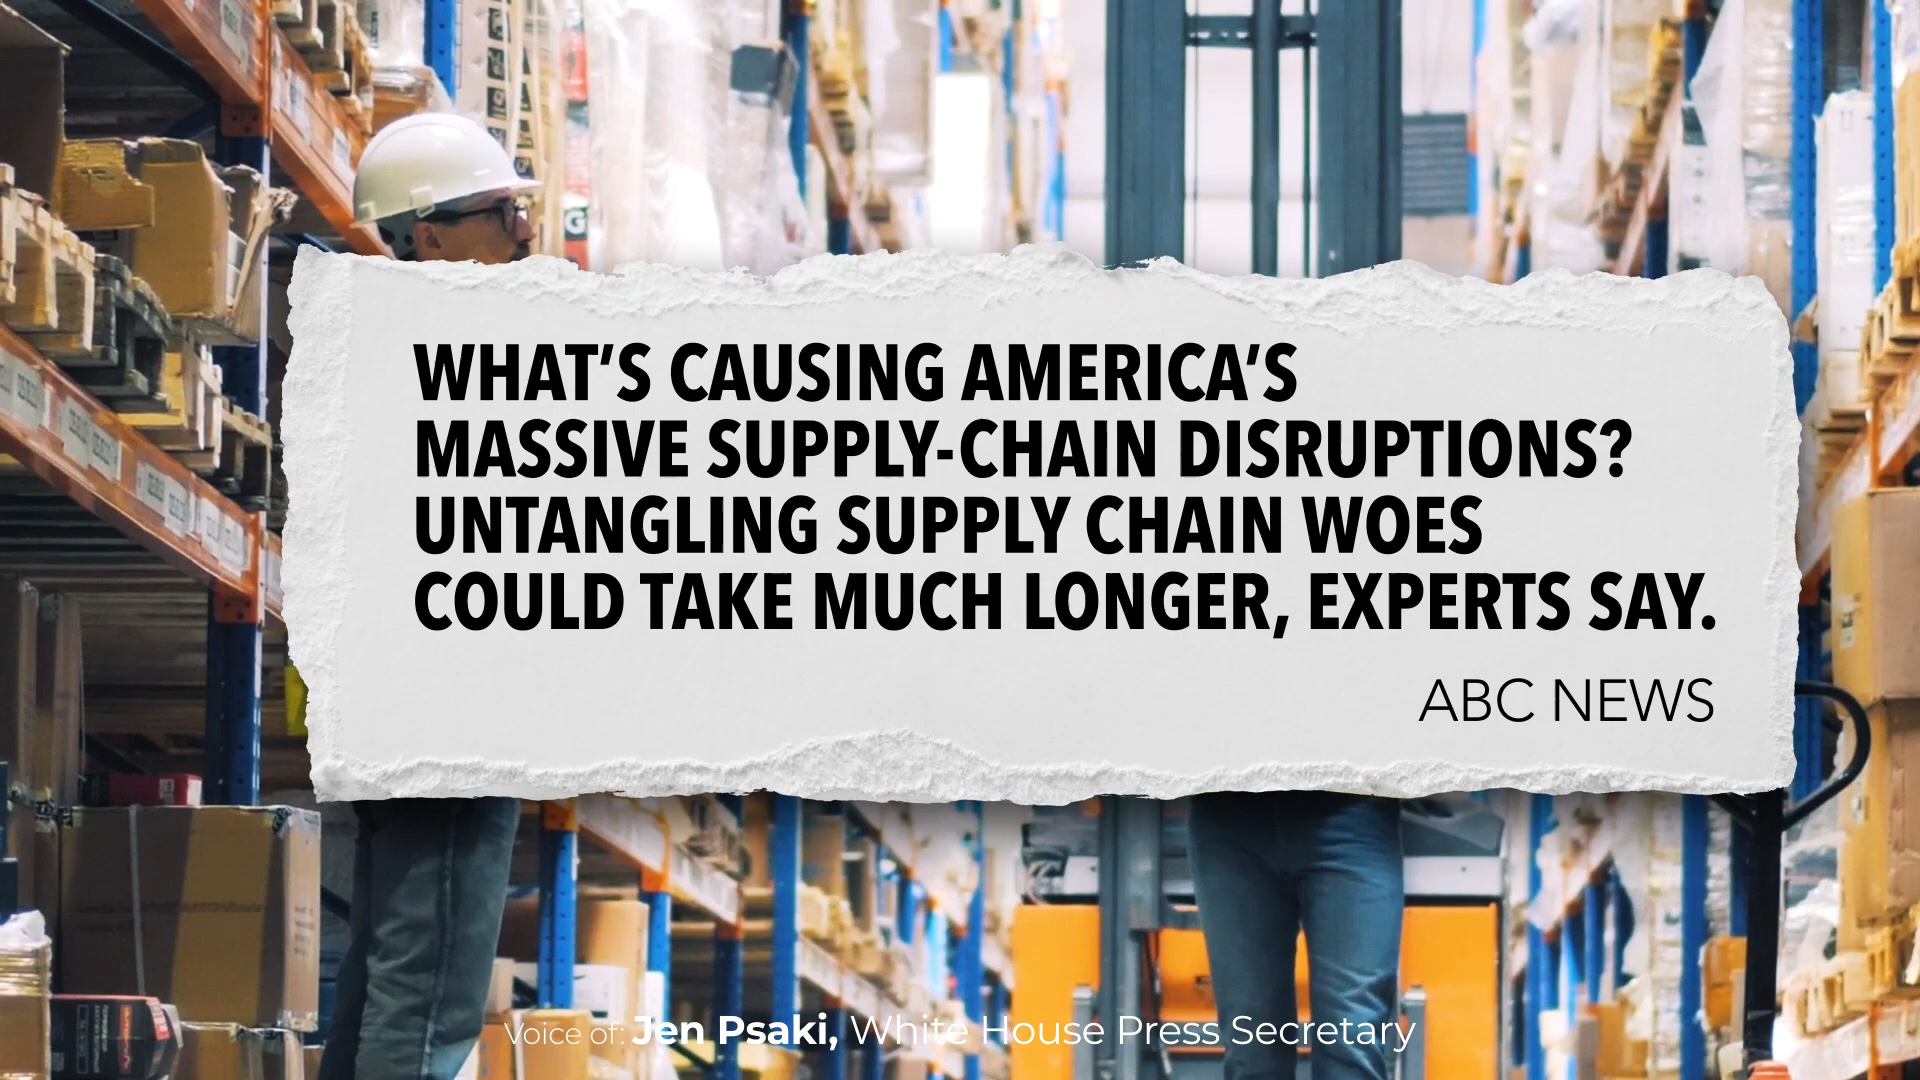 WHAT’S CAUSING AMERICA’S
MASSIVE SUPPLY-CHAIN DISRUPTIONS?
UNTANGLING SUPPLY CHAIN WOES
COULD TAKE MUCH LONGER, EXPERTS SAY.
ABC NEWS
Voice of: Jen Psaki, White House Press Secretary